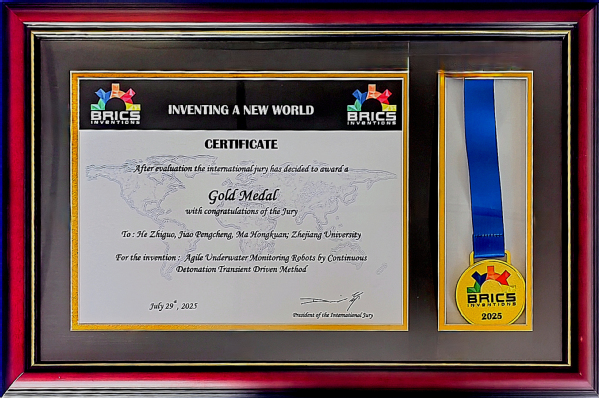 BRICS
INVENTIONS
INVENTING A NEW WORLD
BRICS
INVENTIONS
CERTIFICATE
After evaluation the international jury has decided to award a
Gold Medal
with congratulations of the Jury
To : He Zhiguo, Jiao Pengcheng, Ma Hongkuan; Zhejiang University
For the invention : Agile Underwater Monitoring Robots by Continuous
Detonation Transient Driven Method
July 29", 2025
President of the International Jury
BRICS
INVENTIONS
2025